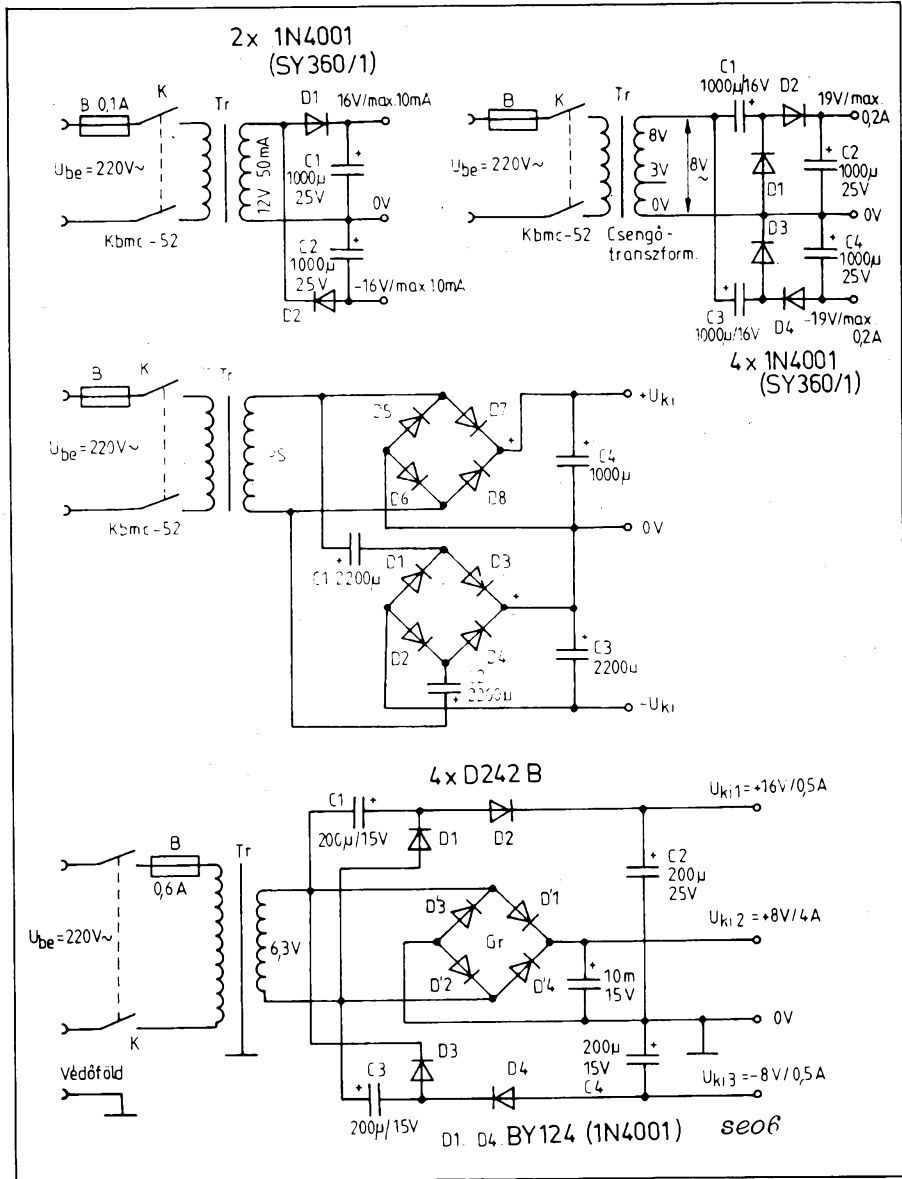 2x 1N4001
(SY360/1)
B 0,1A
K
Tr
D1
16V/max.10mA
U be = 220V~
12V 50mA
+
C1
1000µ
25V
0V
Kbmc-52
C2
+
1000µ
25V
-16V/max.10mA
D2
C1
1000µ/16V
+
D2
19V/max.
0,2A
B
K
Tr
U be = 220V~
8V
3V
0V
8V
~
D1
+
C2
1000µ
25V
0V
Kbmc-52
Csengő-
transzform.
D3
+
C4
1000µ
25V
+
C3
1000µ/16V
D4
-19V/max.
0,2A
4x 1N4001
(SY360/1)
B
K
Tr
D5
D7
+Uki
U be = 220V~
+
+
C4
1000µ
D6
D8
Kbmc-52
0V
C1 2200µ
D1
D3
+
D2
D4
+
C3
2200µ
2200µ
+
-Uki
4x D242B
C1
+
200µ/15V
D1
D2
Uki1 = +16V/0,5A
B
0,6A
Tr
+
C2
200µ
25V
U be = 220V~
6,3V
D'3
D'1
Gr
D'2
D'4
Uki2 = +8V/4A
+
10m
15V
0V
K
D3
200µ
15V
+
C4
Védőföld
C3
+
200µ/15V
D4
Uki3 = -8V/0,5A
D1. D4. BY124 (1N4001)
se06